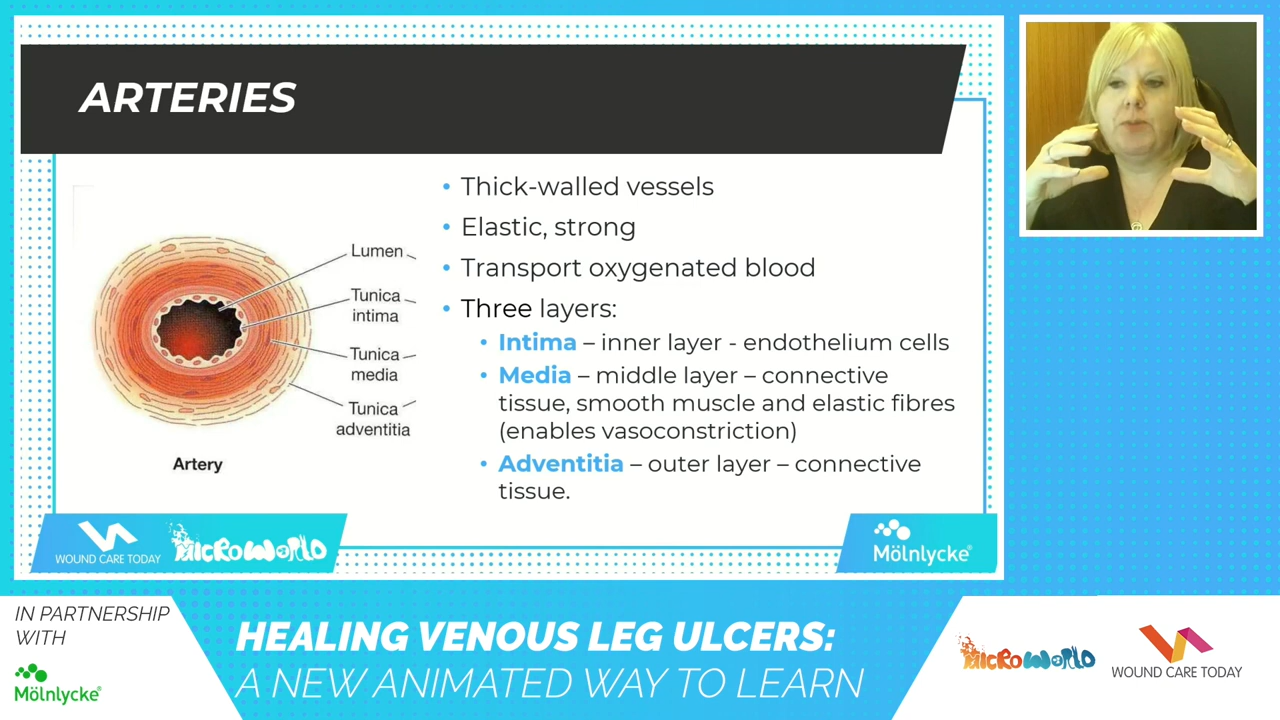 ARTERIES
Lumen
Tunica
intima
Tunica
media
Tunica
adventitia
Artery
• Thick-walled vessels
• Elastic, strong
• Transport oxygenated blood
• Three layers:
• Intima – inner layer - endothelium cells
• Media – middle layer – connective
tissue, smooth muscle and elastic fibres
(enables vasoconstriction)
• Adventitia – outer layer – connective
tissue.
WOUND CARE TODAY
MICROWORLD
Mölnlycke®
IN PARTNERSHIP
WITH
Mölnlycke®
HEALING VENOUS LEG ULCERS:
A NEW ANIMATED WAY TO LEARN
MICROWORLD
WOUND CARE TODAY